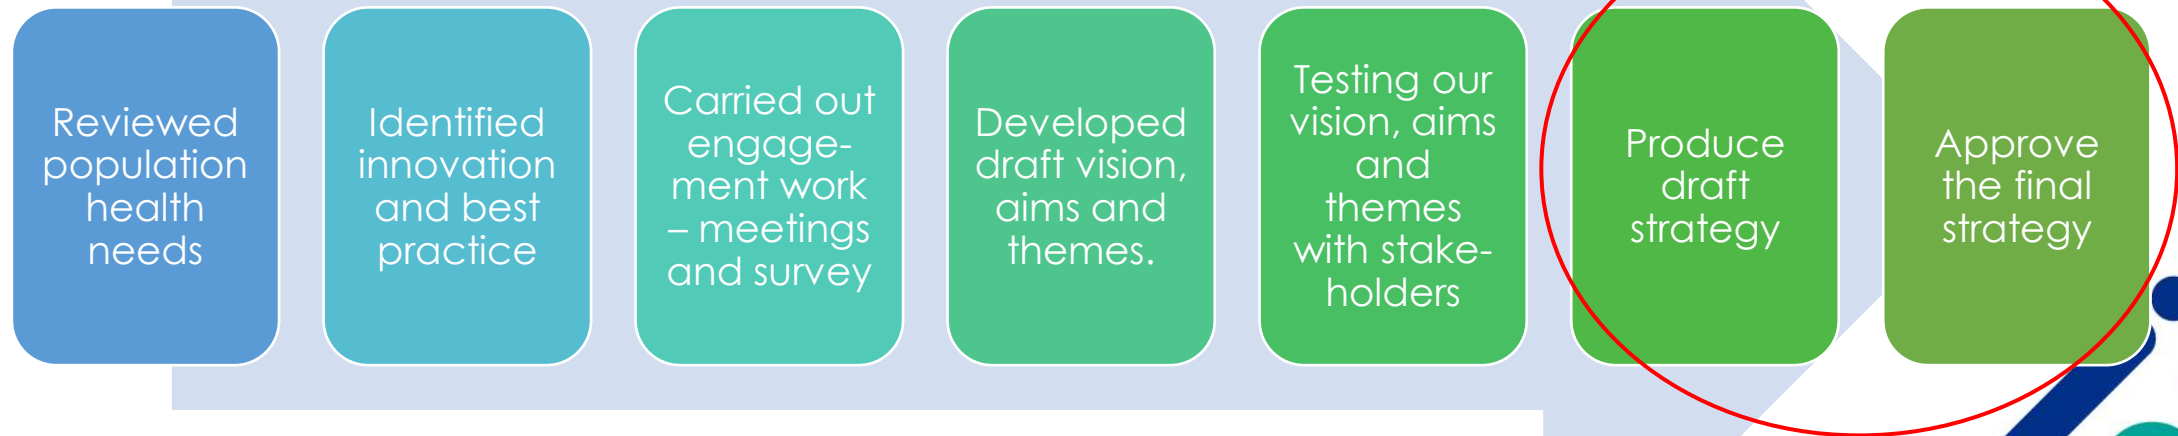 Reviewed
population
health
needs
Identified
innovation
and best
practice
Carried out
engage-
ment work
– meetings
and survey
Developed
draft vision,
aims and
themes.
Testing our
vision, aims
and
themes
with stake-
holders
Produce
draft
strategy
Approve
the final
strategy